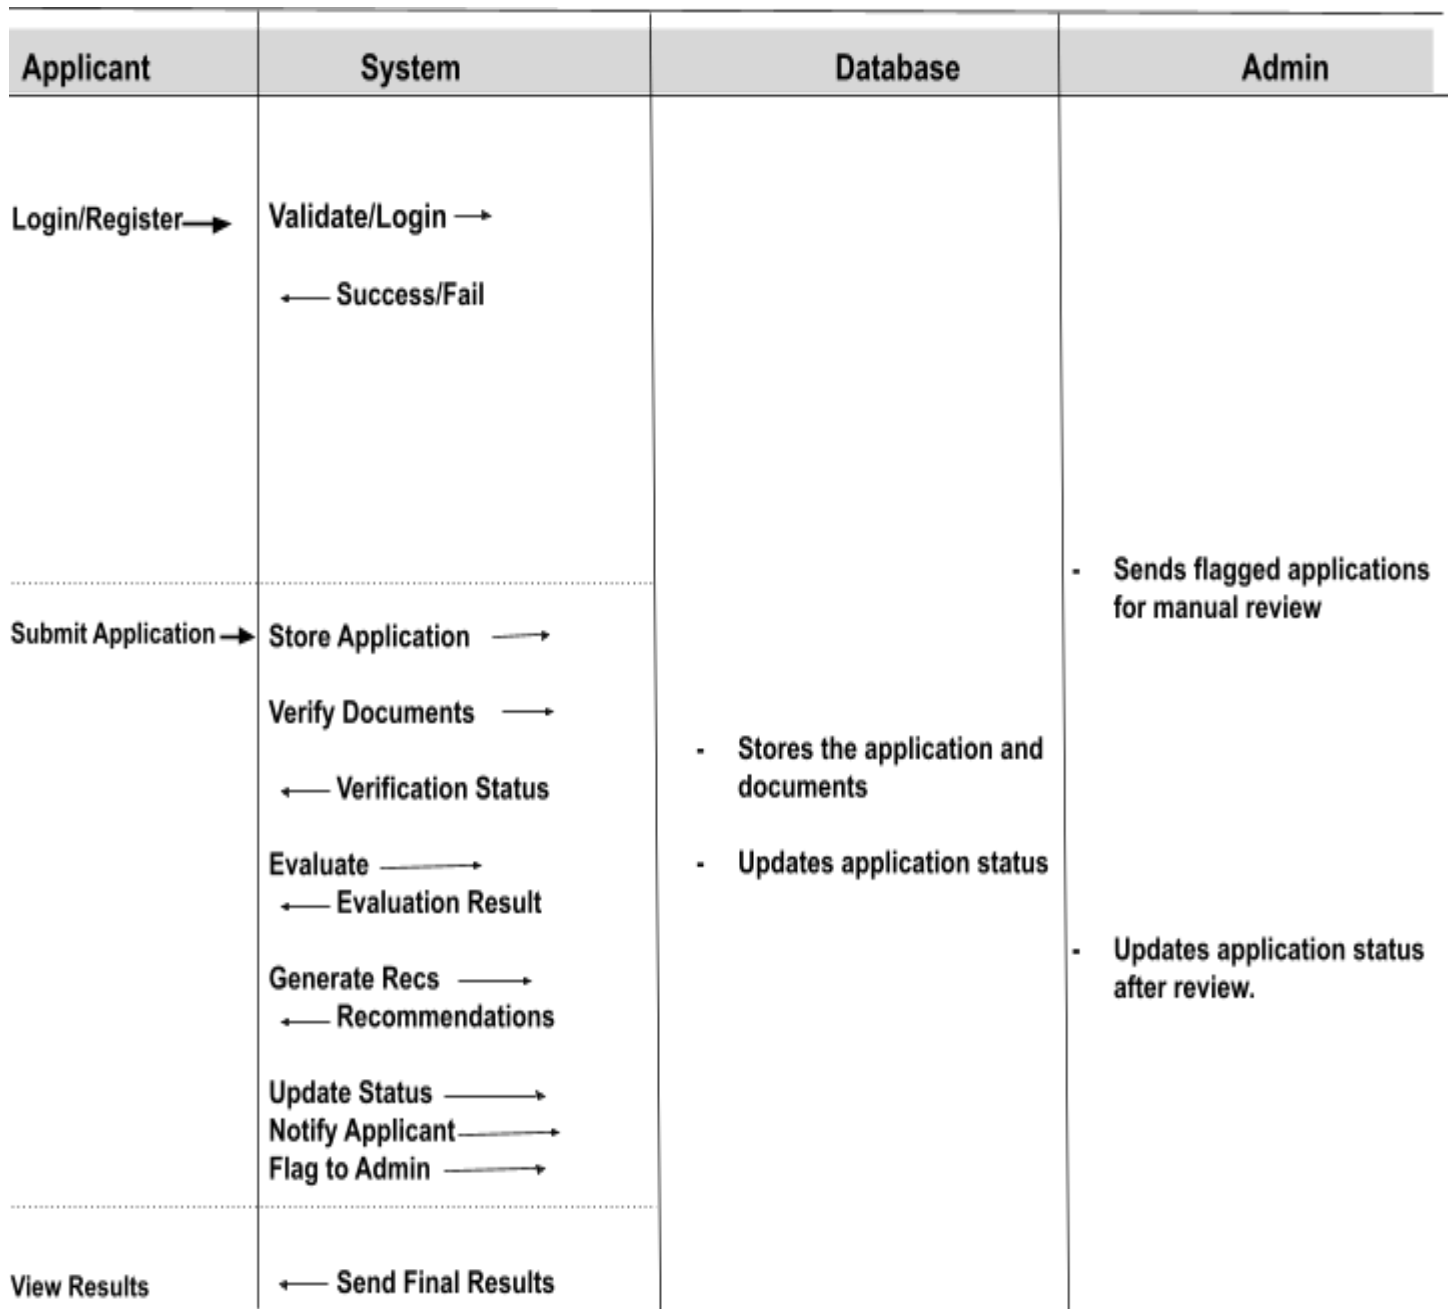 Applicant
System
Database
Admin
Login/Register
Validate/Login
Success/Fail
Submit Application
Store Application
Verify Documents
Verification Status
Evaluate
Evaluation Result
Generate Recs
Recommendations
Update Status
Notify Applicant
Flag to Admin
- Stores the application and
documents
- Updates application status
- Sends flagged applications
for manual review
- Updates application status
after review.
View Results
Send Final Results